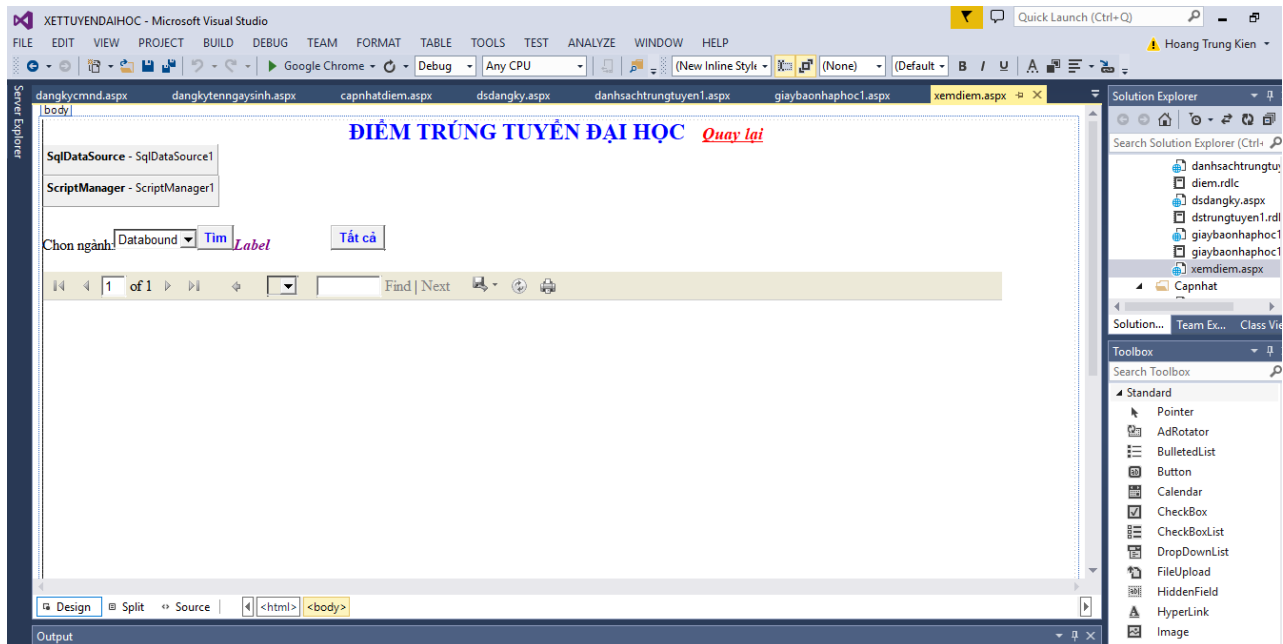 XETTUYENDAIHOC - Microsoft Visual Studio
Quick Launch (Ctrl+Q)
FILE EDIT VIEW PROJECT BUILD DEBUG TEAM FORMAT TABLE TOOLS TEST ANALYZE WINDOW HELP
Hoang Trung Kien
Google Chrome Debug Any CPU (New Inline Style (None) (Default B I U A
Server Explorer
dangkycmnd.aspx dangkytenngaysinh.aspx capnhatdiem.aspx dsdangky.aspx danhsachtrungtuyen1.aspx giaybaonhaphoc1.aspx xemdiem.aspx
body
ĐIỂM TRÚNG TUYỂN ĐẠI HỌC Quay lại
SqlDataSource - SqlDataSource1
ScriptManager - ScriptManager1
Chon ngành: Databound Tìm Label Tất cả
1 of 1 Find | Next
Design Split Source <html> <body>
Output
Solution Explorer
Search Solution Explorer (Ctrl+
danhsachtrungtuy
diem.rdlc
dsdangky.aspx
dstrungtuyen1.rdl
giaybaonhaphoc1
giaybaonhaphoc1
xemdiem.aspx
Capnhat
Solution... Team Ex... Class Vie
Toolbox
Search Toolbox
Standard
Pointer
AdRotator
BulletedList
Button
Calendar
CheckBox
CheckBoxList
DropDownList
FileUpload
HiddenField
HyperLink
Image